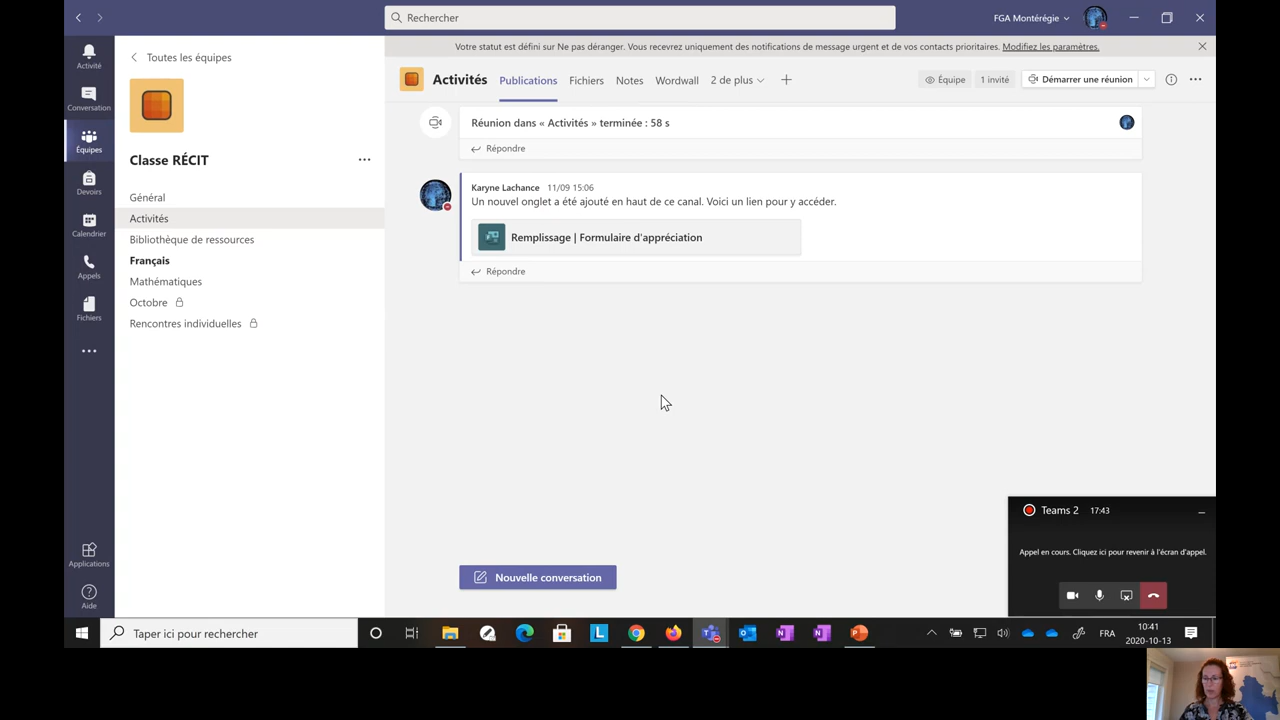 Rechercher
FGA Montérégie
Votre statut est défini sur Ne pas déranger. Vous recevrez uniquement des notifications de message urgent et de vos contacts prioritaires. Modifiez les paramètres.
Activité
Conversation
Équipes
Devoirs
Calendrier
Appels
Fichiers
Applications
Aide
Toutes les équipes
Classe RÉCIT
Général
Activités
Bibliothèque de ressources
Français
Mathématiques
Octobre
Rencontres individuelles
Activités Publications Fichiers Notes Wordwall 2 de plus
Équipe 1 invité Démarrer une réunion
Réunion dans « Activités » terminée : 58 s
Répondre
Karyne Lachance 11/09 15:06
Un nouvel onglet a été ajouté en haut de ce canal. Voici un lien pour y accéder.
Remplissage | Formulaire d'appréciation
Répondre
Nouvelle conversation
Teams 2 17:43
Appel en cours. Cliquez ici pour revenir à l'écran d'appel.
Taper ici pour rechercher
FRA
10:41
2020-10-13